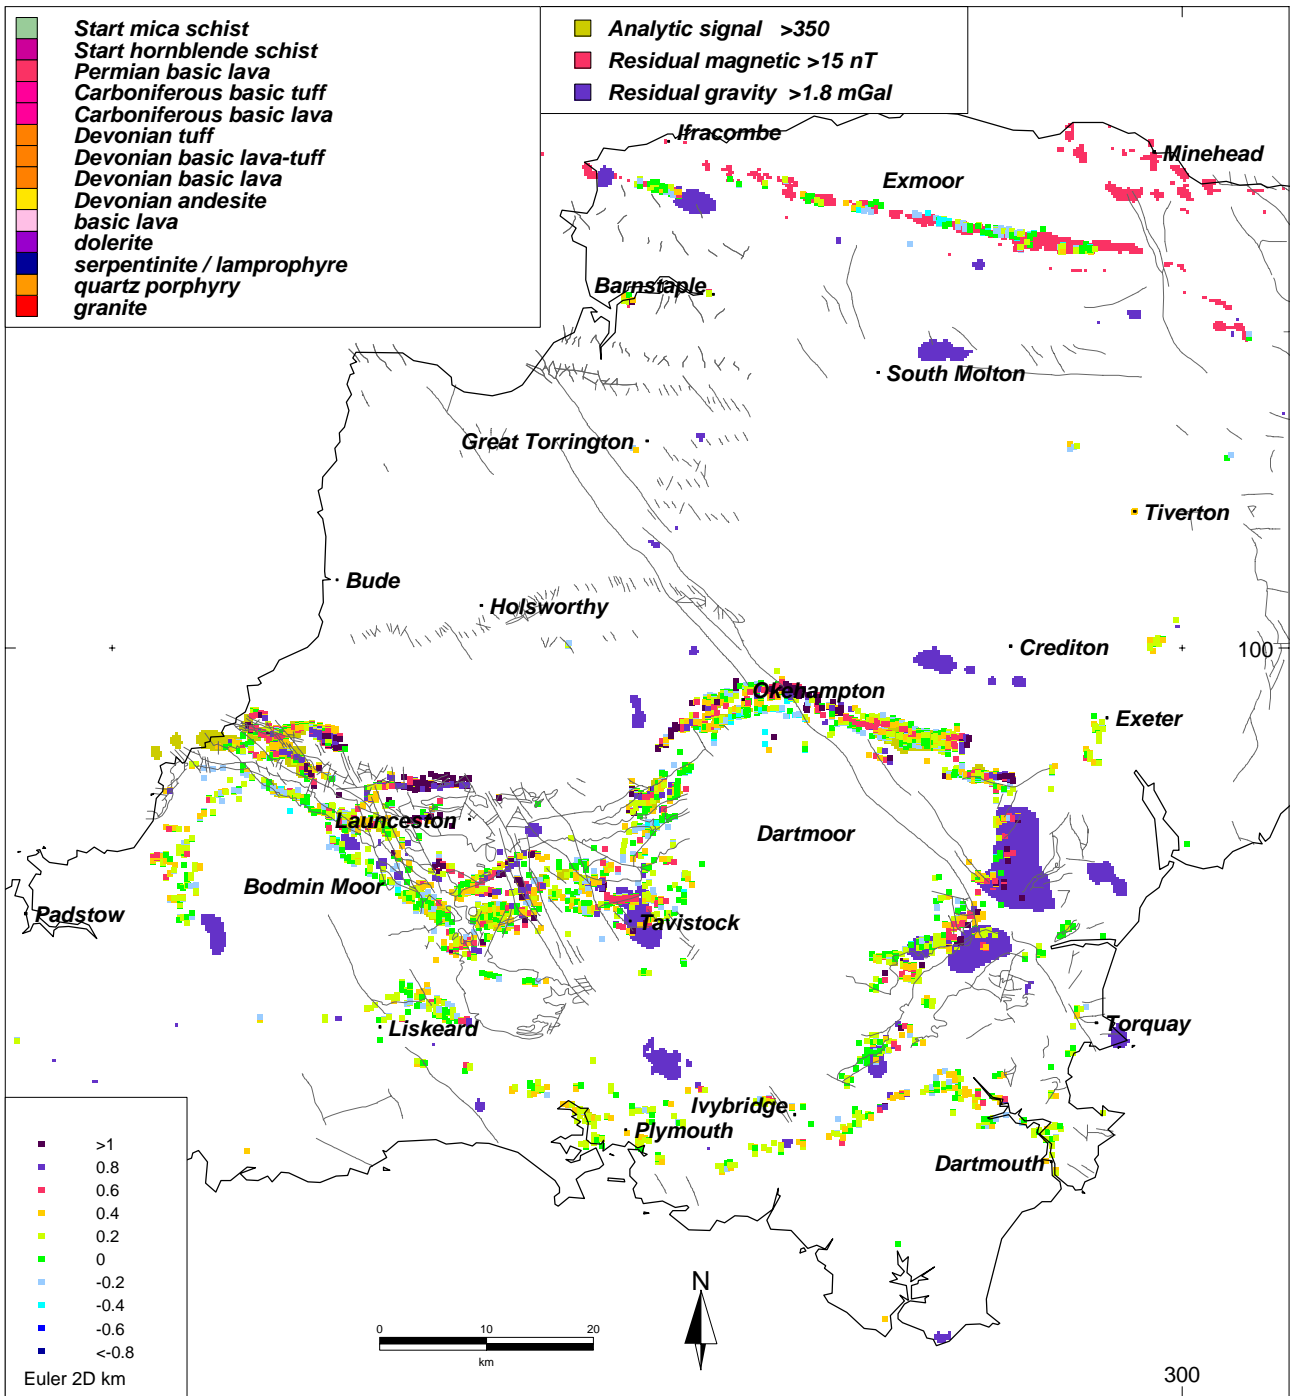 Start mica schist
Start hornblende schist
Permian basic lava
Carboniferous basic tuff
Carboniferous basic lava
Devonian tuff
Devonian basic lava-tuff
Devonian basic lava
Devonian andesite
basic lava
dolerite
serpentinite / lamprophyre
quartz porphyry
granite
Analytic signal >350
Residual magnetic >15 nT
Residual gravity >1.8 mGal
Ifracombe
Minehead
Exmoor
Barnstaple
South Molton
Great Torrington
Tiverton
Bude
Holsworthy
Crediton
100
Okehampton
Exeter
Launceston
Dartmoor
Bodmin Moor
Padstow
Tavistock
Liskeard
Torquay
Ivybridge
Plymouth
Dartmouth
>1
0.8
0.6
0.4
0.2
0
-0.2
-0.4
-0.6
<-0.8
Euler 2D km
N
0 10 20
km
300